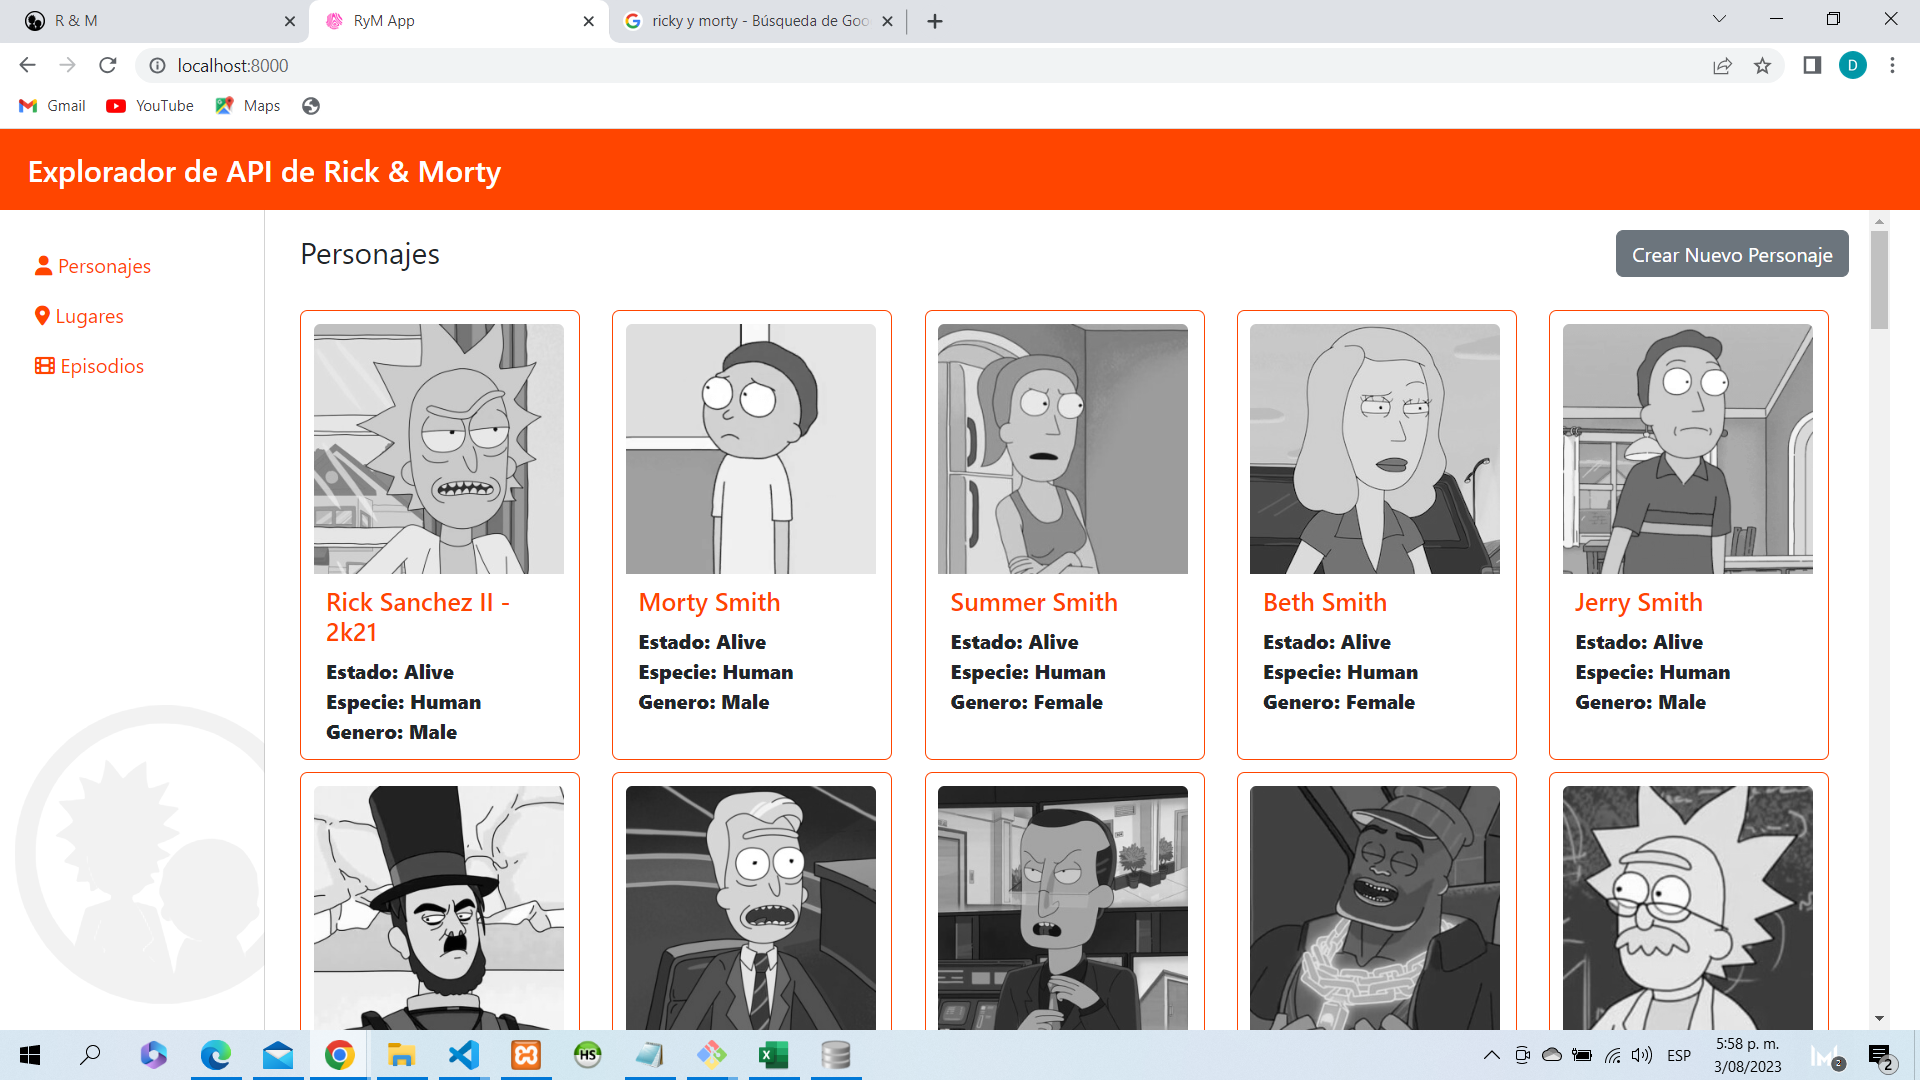 R & M
RyM App
ricky y morty - Búsqueda de Goo
localhost:8000
D
Gmail
YouTube
Maps
Explorador de API de Rick & Morty
Personajes
Lugares
Episodios
Personajes
Crear Nuevo Personaje
Rick Sanchez II -
2k21
Estado: Alive
Especie: Human
Genero: Male
Morty Smith
Estado: Alive
Especie: Human
Genero: Male
Summer Smith
Estado: Alive
Especie: Human
Genero: Female
Beth Smith
Estado: Alive
Especie: Human
Genero: Female
Jerry Smith
Estado: Alive
Especie: Human
Genero: Male
HS
ESP
5:58 p. m.
3/08/2023
2
2